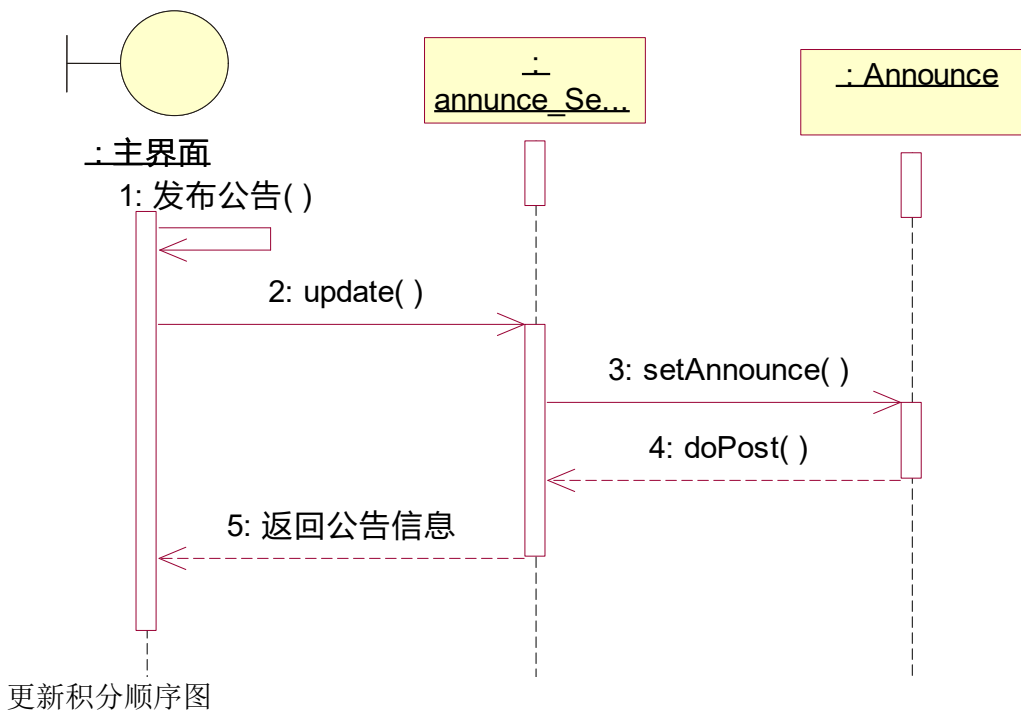 :
annunce_Se...
: Announce
: 主界面
1: 发布公告( )
2: update( )
3: setAnnounce( )
4: doPost( )
5: 返回公告信息
更新积分顺序图